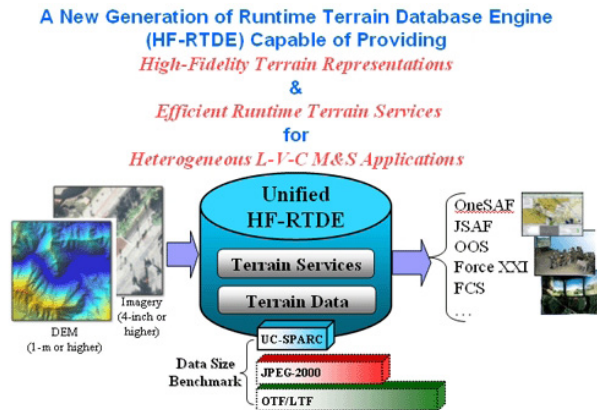 A New Generation of Runtime Terrain Database Engine
(HF-RTDE) Capable of Providing
High-Fidelity Terrain Representations
&
Efficient Runtime Terrain Services
for
Heterogeneous L-V-C M&S Applications
Unified
HF-RTDE
Terrain Services
Terrain Data
Imagery
(4-inch or
higher)
DEM
(1-m or higher)
OneSAF
JSAF
OOS
Force XXI
FCS
...
UC-SPARC
Data Size
Benchmark
JPEG-2000
OTF/LTF